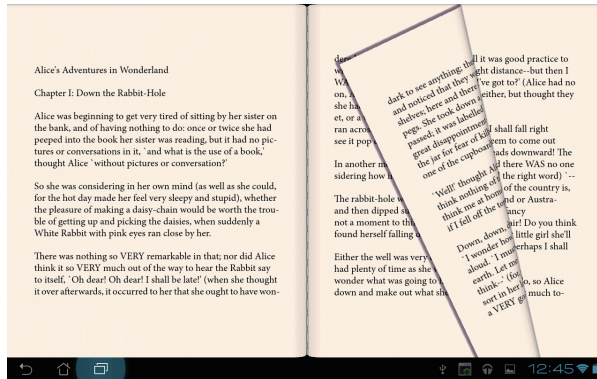 Alice's Adventures in Wonderland
Chapter I: Down the Rabbit-Hole
Alice was beginning to get very tired of sitting by her sister on
the bank, and of having nothing to do: once or twice she had
peeped into the book her sister was reading, but it had no pic-
tures or conversations in it, `and what is the use of a book,'
thought Alice `without pictures or conversation?'
So she was considering in her own mind (as well as she could,
for the hot day made her feel very sleepy and stupid), whether
the pleasure of making a daisy-chain would be worth the trou-
ble of getting up and picking the daisies, when suddenly a
White Rabbit with pink eyes ran close by her.
There was nothing so VERY remarkable in that; nor did Alice
think it so VERY much out of the way to hear the Rabbit say
to itself, `Oh dear! Oh dear! I shall be late!' (when she thought
it over afterwards, it occurred to her that she ought to have won-
it was good practice to
distance--but then I
I've got to?' (Alice had no
either, but thought they
I shall fall right
seem to come out
downward! The
there WAS no one
the right word) `--
of the country is,
or Austra-
Do you think
little girl she'll
perhaps I shall
so Alice
much to-
on,
she
et, or a
ran across
see it pop
In another
sidering how
The rabbit-hole
and then dipped
not a moment to
found herself falling
Either the well was very
had plenty of time as she
wonder what was going to
down and make out what she
dark to see anything;
and noticed that they
shelves; here and there
pegs. She took down
passed; it was labelled
great disappointment
the jar for fear of
one of the
`Well!' thought
think nothing of
think me at
if I fell off the
Down, down,
`I wonder how
aloud. `I must
earth. Let me
think--' (for,
sort in her
a VERY
12:45